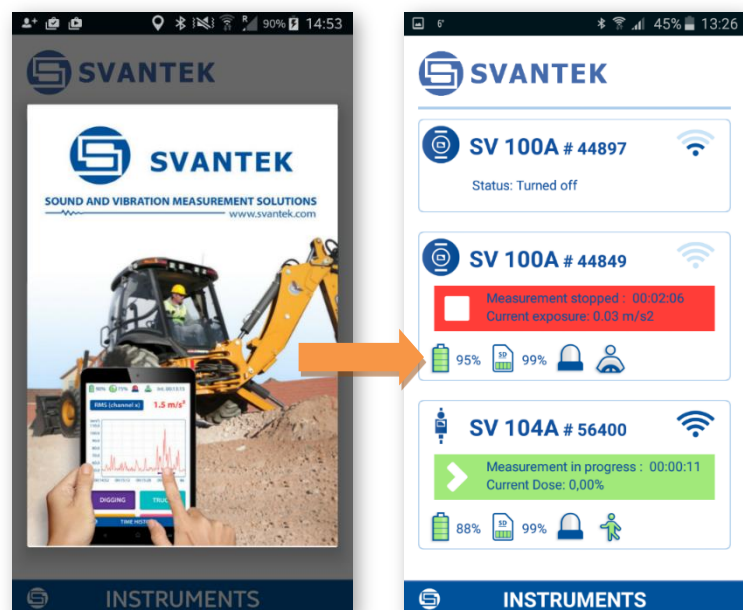 90% 14:53
SVANTEK
SVANTEK
SOUND AND VIBRATION MEASUREMENT SOLUTIONS
www.svantek.com
RMS (channel x) 1.5 m/s²
DIGGING
INSTRUMENTS
45% 13:26
SVANTEK
SV 100A # 44897
Status: Turned off
SV 100A # 44849
Measurement stopped : 00:02:06
Current exposure: 0.03 m/s2
95% 99%
SV 104A # 56400
Measurement in progress : 00:00:11
Current Dose: 0,00%
88% 99%
INSTRUMENTS